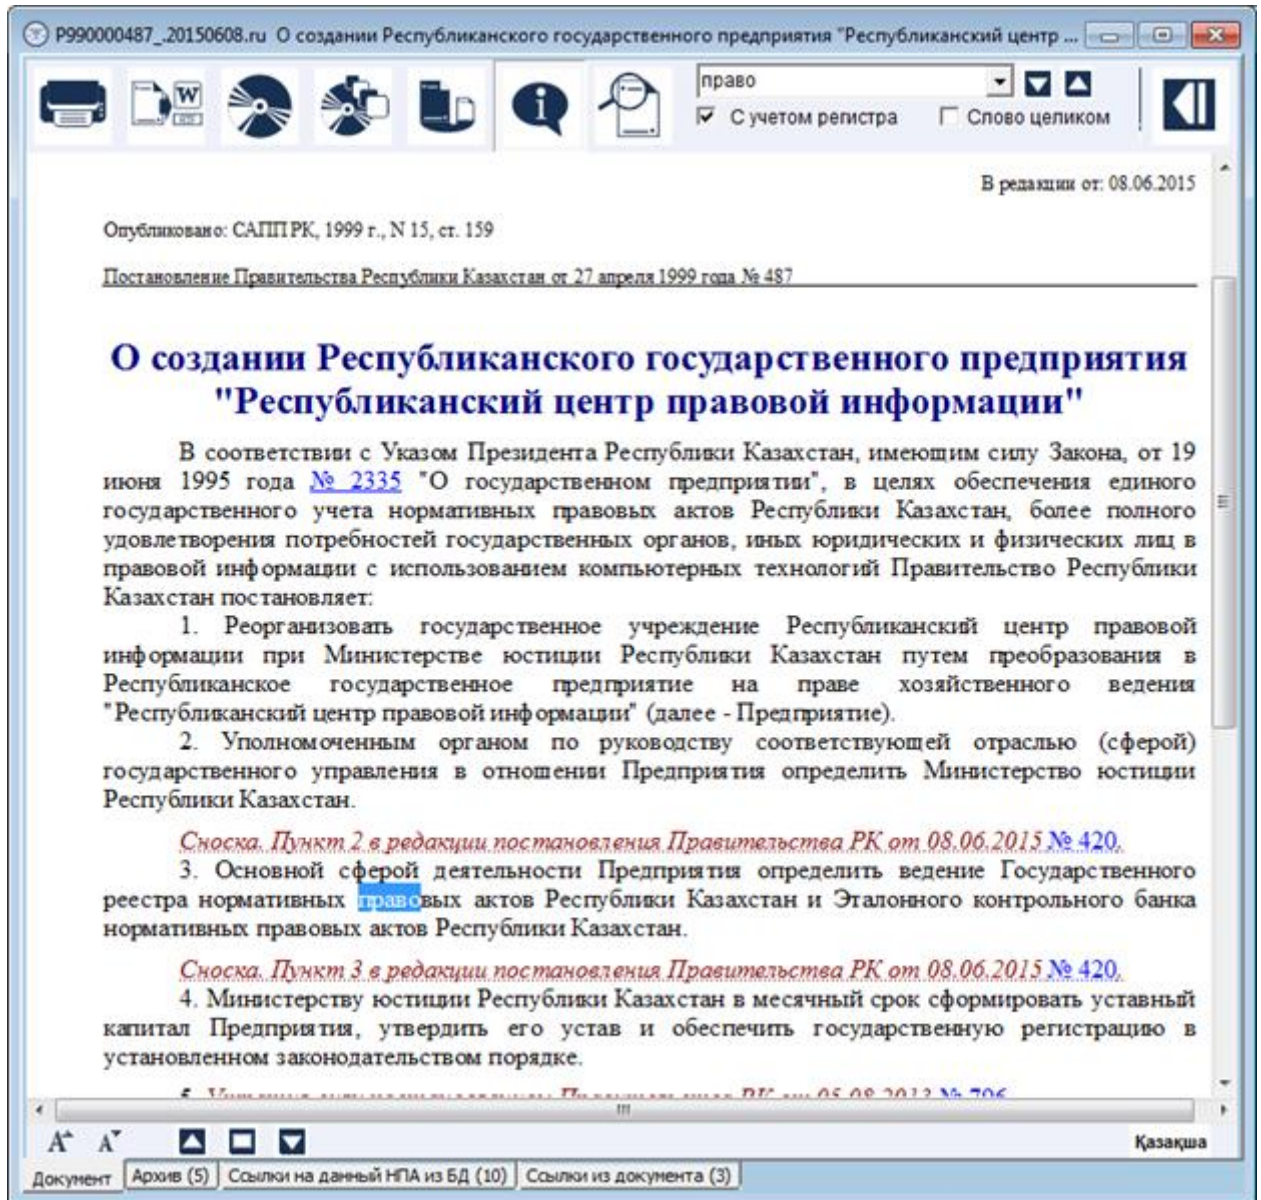 P990000487_.20150608.ru О создании Республиканского государственного предприятия "Республиканский центр ...
право
С учетом регистра Слово целиком
В редакции от: 08.06.2015
Опубликовано: САПП РК, 1999 г., N 15, ст. 159
Постановление Правительства Республики Казахстан от 27 апреля 1999 года № 487
О создании Республиканского государственного предприятия
"Республиканский центр правовой информации"
В соответствии с Указом Президента Республики Казахстан, имеющим силу Закона, от 19
июня 1995 года № 2335 "О государственном предприятии", в целях обеспечения единого
государственного учета нормативных правовых актов Республики Казахстан, более полного
удовлетворения потребностей государственных органов, иных юридических и физических лиц в
правовой информации с использованием компьютерных технологий Правительство Республики
Казахстан постановляет:
1. Реорганизовать государственное учреждение Республиканский центр правовой
информации при Министерстве юстиции Республики Казахстан путем преобразования в
Республиканское государственное предприятие на праве хозяйственного ведения
"Республиканский центр правовой информации" (далее - Предприятие).
2. Уполномоченным органом по руководству соответствующей отраслью (сферой)
государственного управления в отношении Предприятия определить Министерство юстиции
Республики Казахстан.
Сноска. Пункт 2 в редакции постановления Правительства РК от 08.06.2015 № 420.
3. Основной сферой деятельности Предприятия определить ведение Государственного
реестра нормативных правовых актов Республики Казахстан и Эталонного контрольного банка
нормативных правовых актов Республики Казахстан.
Сноска. Пункт 3 в редакции постановления Правительства РК от 08.06.2015 № 420.
4. Министерству юстиции Республики Казахстан в месячный срок сформировать уставный
капитал Предприятия, утвердить его устав и обеспечить государственную регистрацию в
установленном законодательством порядке.
РК от 05.08.2013 № 796
Қазақша
Документ Архив (5) Ссылки на данный НПА из БД (10) Ссылки из документа (3)